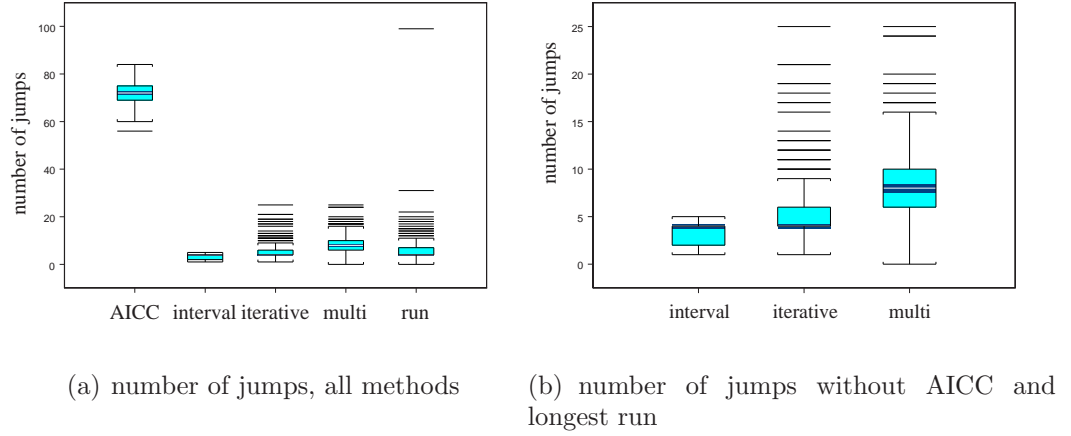 number of jumps
100
80
60
40
20
0
AICC interval iterative multi run
(a) number of jumps, all methods
number of jumps
25
20
15
10
5
0
interval iterative multi
(b) number of jumps without AICC and
longest run